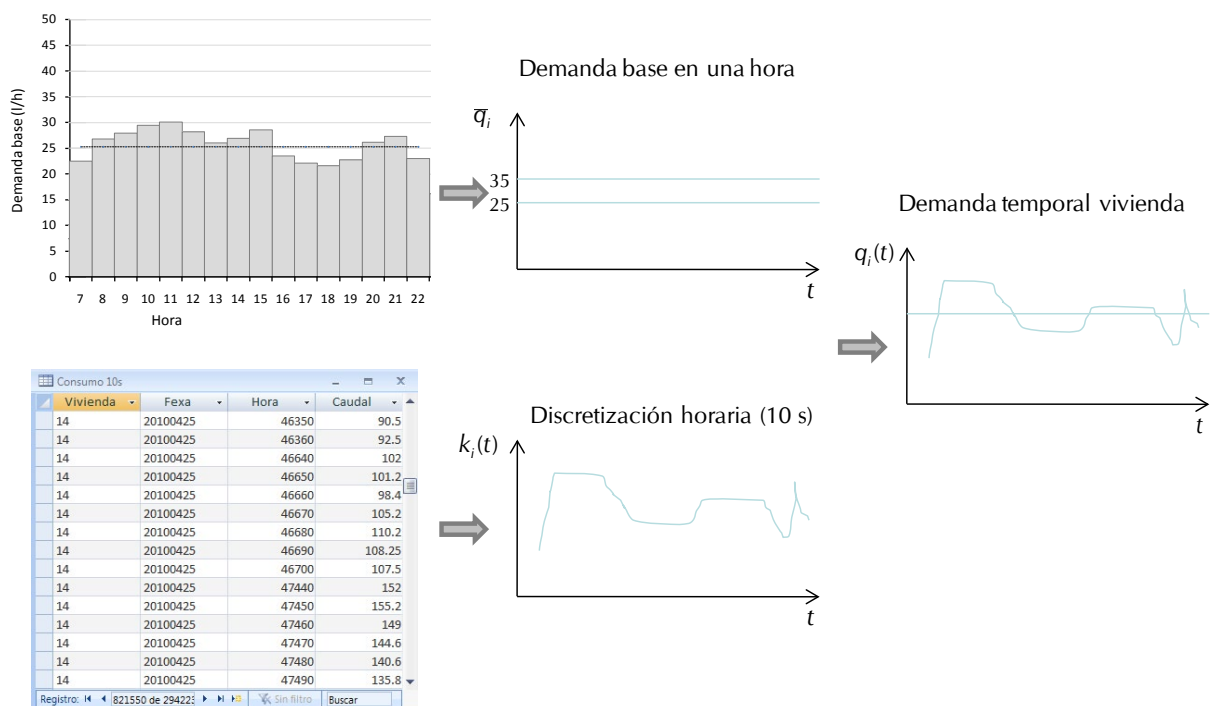 50
45
40
35
30
25
20
15
10
5
0
Demanda base (l/h)
7 8 9 10 11 12 13 14 15 16 17 18 19 20 21 22
Hora
Demanda base en una hora
q̅ᵢ
35
25
t
Demanda temporal vivienda
qᵢ(t)
t
Consumo 10s
Vivienda Fexa Hora Caudal
14 20100425 46350 90.5
14 20100425 46360 92.5
14 20100425 46640 102
14 20100425 46650 101.2
14 20100425 46660 98.4
14 20100425 46670 105.2
14 20100425 46680 110.2
14 20100425 46690 108.25
14 20100425 46700 107.5
14 20100425 47440 152
14 20100425 47450 155.2
14 20100425 47460 149
14 20100425 47470 144.6
14 20100425 47480 140.6
14 20100425 47490 135.8
Registro: 821550 de 29422 Sin filtro Buscar
Discretización horaria (10 s)
kᵢ(t)
t